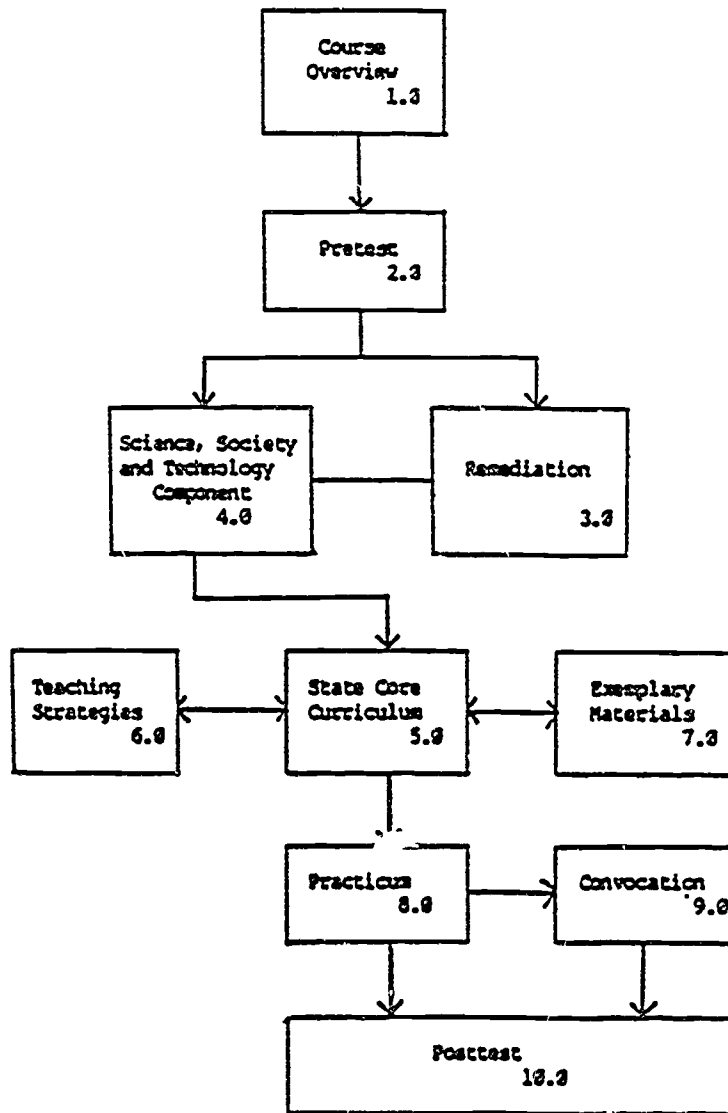 Course
Overview
1.0
Pretest
2.0
Science, Society
and Technology
Component
4.0
Remediation
3.0
Teaching
Strategies
6.0
State Core
Curriculum
5.0
Exemplary
Materials
7.0
Practicum
8.0
Convocation
9.0
Posttest
10.0